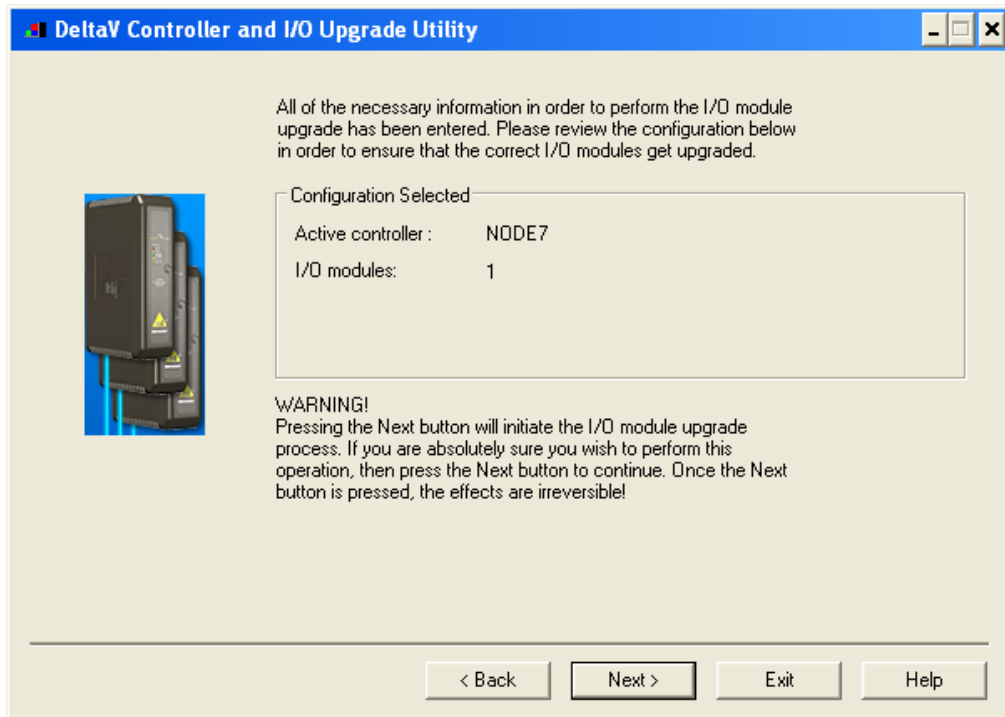 DeltaV Controller and I/O Upgrade Utility
All of the necessary information in order to perform the I/O module
upgrade has been entered. Please review the configuration below
in order to ensure that the correct I/O modules get upgraded.
Configuration Selected
Active controller : NODE7
I/O modules: 1
WARNING!
Pressing the Next button will initiate the I/O module upgrade
process. If you are absolutely sure you wish to perform this
operation, then press the Next button to continue. Once the Next
button is pressed, the effects are irreversible!
< Back Next > Exit Help